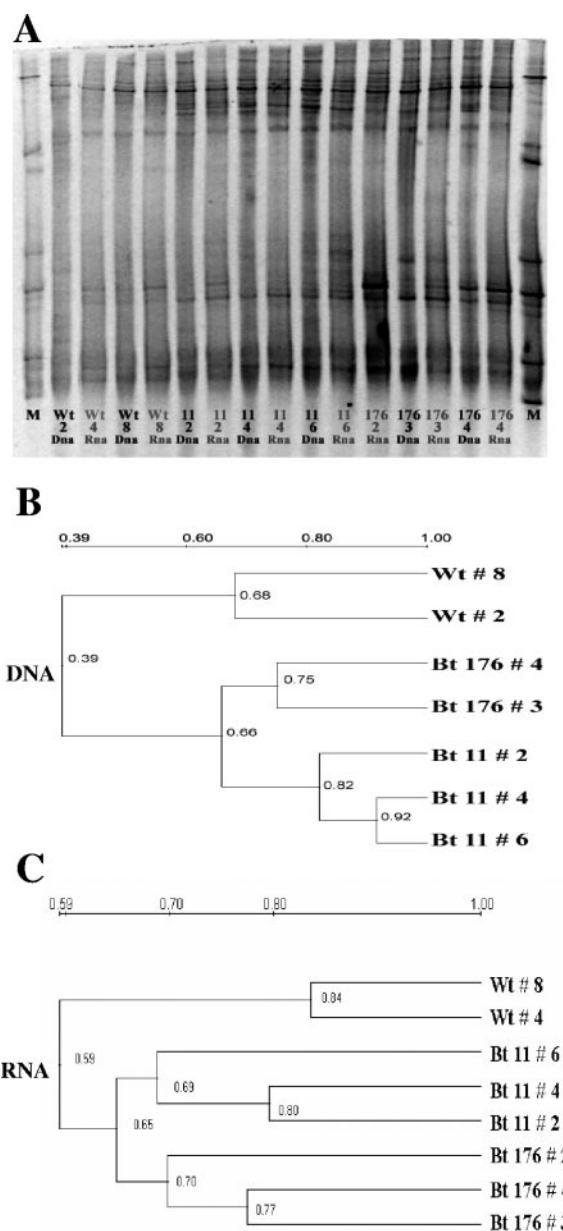 A
M Wt Wt Wt Wt 11 11 11 11 11 11 176 176 176 176 176 M
2 4 8 8 2 2 4 4 6 6 2 3 3 4 4
Dna Rna Dna Rna Dna Rna Dna Rna Dna Rna Rna Dna Rna Dna Rna
B
0.39 0.60 0.80 1.00
Wt # 8
0.68
Wt # 2
0.39
DNA
Bt 176 # 4
0.75
Bt 176 # 3
0.66
Bt 11 # 2
0.82
Bt 11 # 4
0.92
Bt 11 # 6
C
0.59 0.70 0.80 1.00
Wt # 8
0.84
Wt # 4
0.59
RNA
Bt 11 # 6
0.69
Bt 11 # 4
0.80
Bt 11 # 2
0.65
Bt 176 #
0.70
Bt 176 #
0.77
Bt 176 #